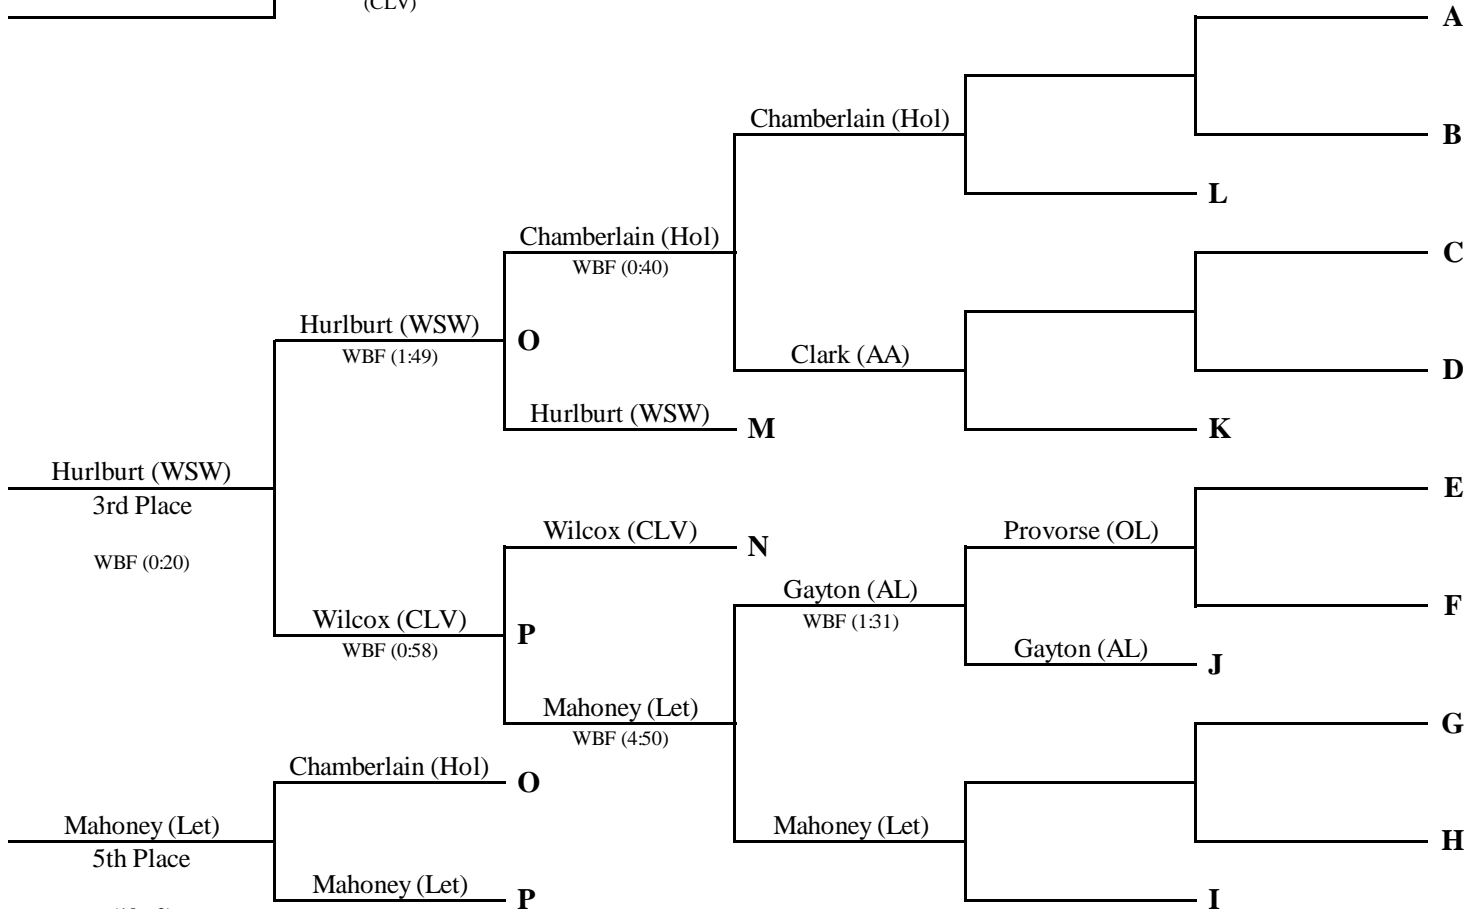 (CLV)
A
Chamberlain (Hol)
B
L
Chamberlain (Hol)
WBF (0:40)
C
Hurlburt (WSW)
WBF (1:49)
O
Clark (AA)
D
Hurlburt (WSW)
M
K
Hurlburt (WSW)
3rd Place
WBF (0:20)
E
Wilcox (CLV)
N
Provorse (OL)
Gayton (AL)
WBF (1:31)
F
Wilcox (CLV)
WBF (0:58)
P
Gayton (AL)
J
Mahoney (Let)
WBF (4:50)
G
Chamberlain (Hol)
O
Mahoney (Let)
5th Place
Mahoney (Let)
H
Mahoney (Let)
P
I